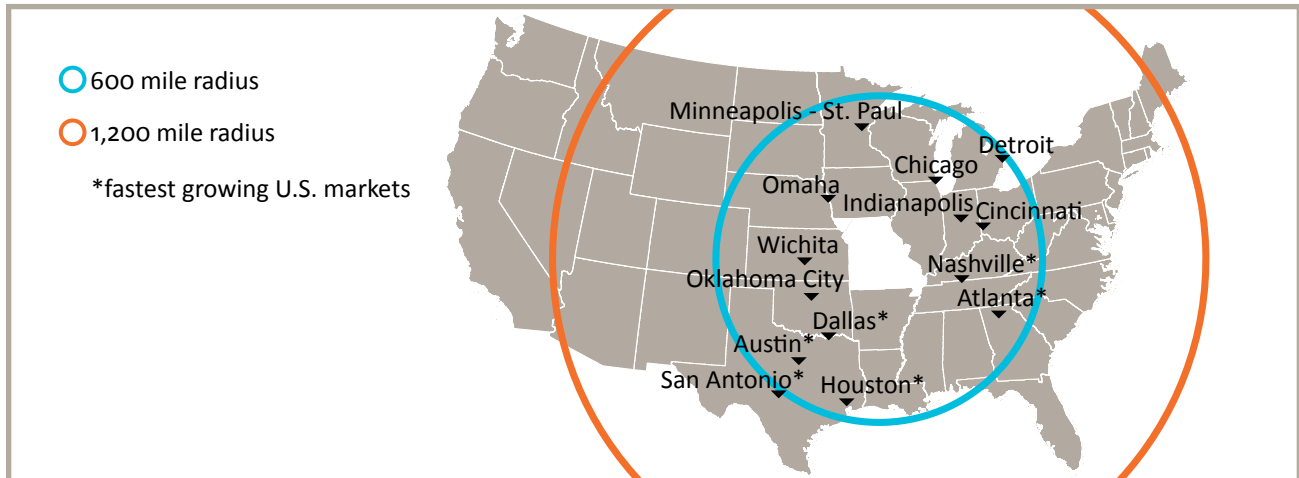 600 mile radius
1,200 mile radius
*fastest growing U.S. markets
Minneapolis - St. Paul
Detroit
Chicago
Omaha
Indianapolis
Cincinnati
Wichita
Nashville*
Oklahoma City
Atlanta*
Dallas*
Austin*
San Antonio*
Houston*